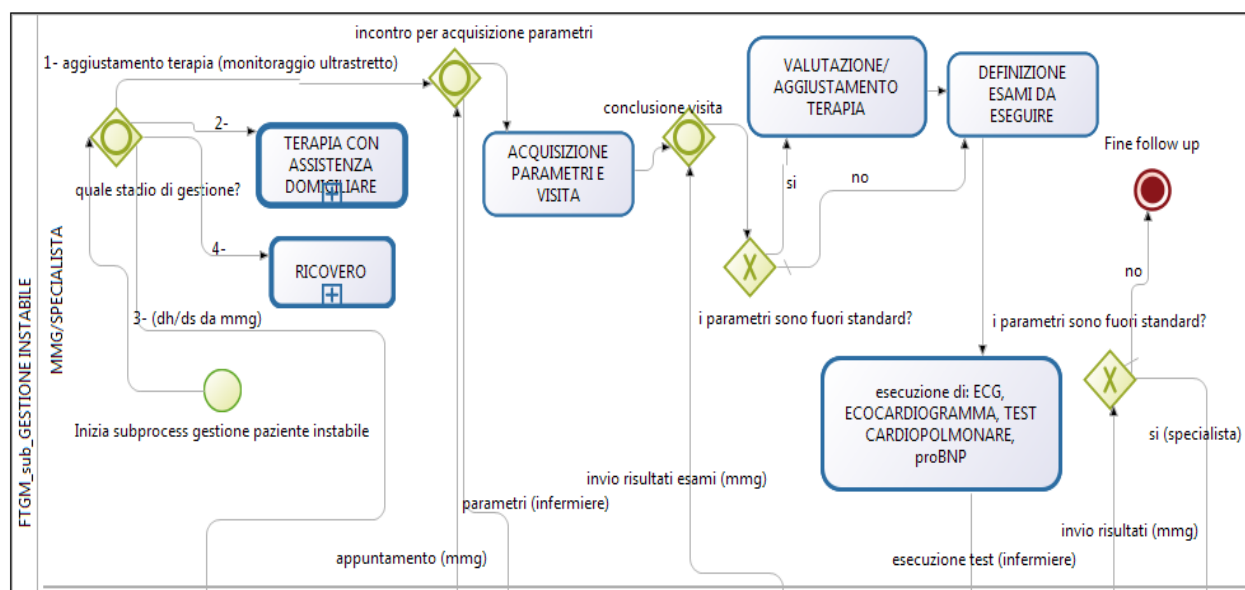 FTGM_sub_GESTIONE INSTABILE
MMG/SPECIALISTA
incontro per acquisizione parametri
1- aggiustamento terapia (monitoraggio ultrastretto)
2-
TERAPIA CON
ASSISTENZA
DOMICILIARE
quale stadio di gestione?
4-
RICOVERO
3- (dh/ds da mmg)
Inizia subprocess gestione paziente instabile
ACQUISIZIONE
PARAMETRI E
VISITA
conclusione visita
VALUTAZIONE/
AGGIUSTAMENTO
TERAPIA
DEFINIZIONE
ESAMI DA
ESEGUIRE
si
no
i parametri sono fuori standard?
Fine follow up
no
i parametri sono fuori standard?
si (specialista)
esecuzione di: ECG,
ECOCARDIOGRAMMA, TEST
CARDIOPOLMONARE,
proBNP
invio risultati esami (mmg)
parametri (infermiere)
appuntamento (mmg)
invio risultati (mmg)
esecuzione test (infermiere)